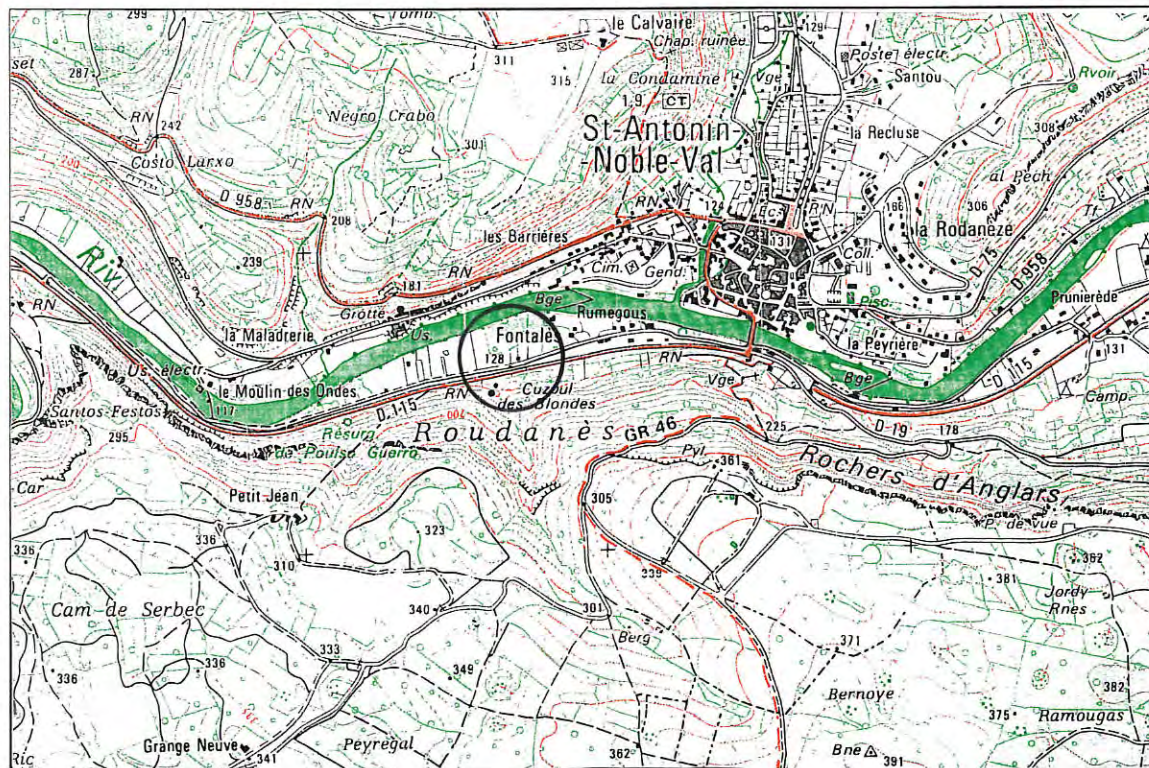 299
Tomb.
le Calvaire
Chap. ruinée
129
311
315
la Condamine
Vge
Poste électr.
Santou
Rvoir
287
RN
242
Negro Crabo
1,9
CT
301
St-Antonin-
-Noble-Val
la Recluse
308
al Pech
Costo Larxo
D 958
RN
208
RN
124
166
306
la Rodanèze
les Barrières
131
RN
239
Cim.
Gend.
Coll.
D 75
D 958
Riv.
RN
181
Grotte
RN
Bge
Rumegous
Pisc.
Prunierède
la Maladrerie
Us.
Fontalès
la Peyrière
Us. électr.
128
RN
131
le Moulin des Ondes
RN
Cuzoul
des Blondes
Vge
Bge
D 115
117
D 115
Camp.
Santos Festos
295
Résurg.
de Poulso Guerro
200
Roudanès
GR 46
225
D 19
178
Car
Pyl.
361
Rochers d'Anglars
Petit Jean
305
P. de vue
336
336
323
310
239
362
381
Jordy
Rnes
Cam de Serbec
340
301
Berg
371
333
336
336
349
Bernoye
382
375
Ramougas
Grange Neuve
341
Peyregal
362
Bne
391
Ric